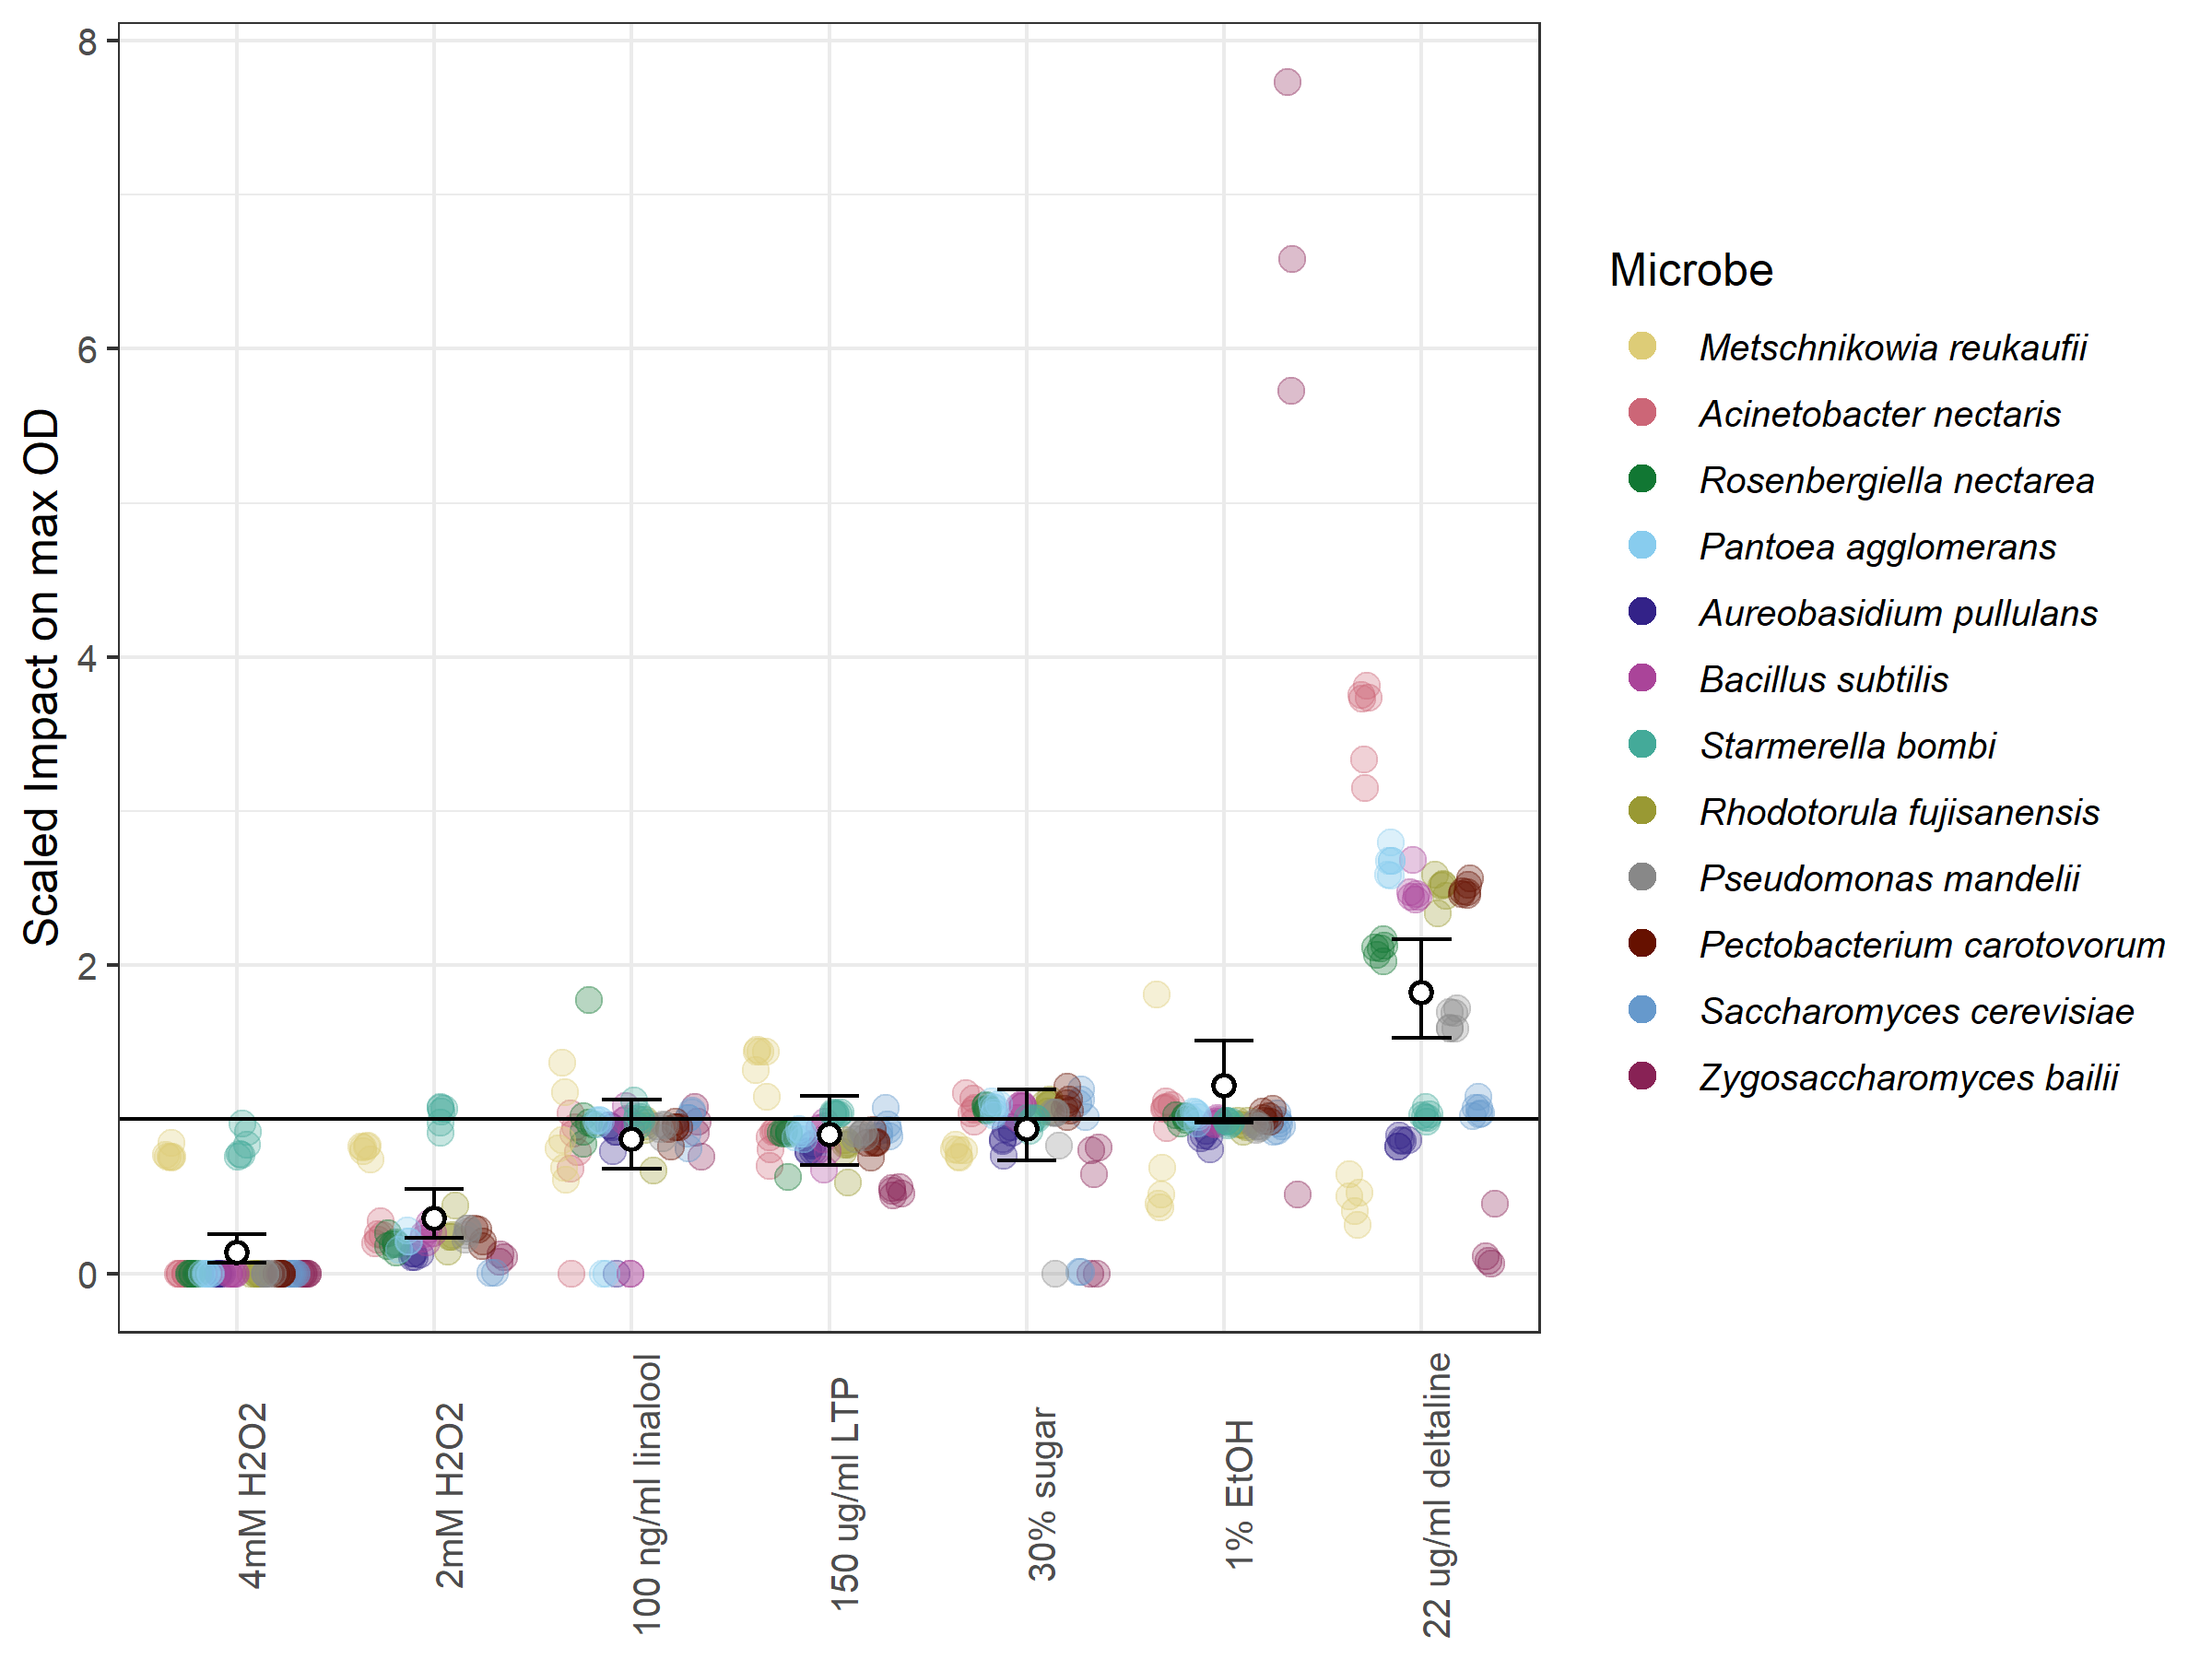 Scaled Impact on max OD
8
6
4
2
0
4mM H2O2
2mM H2O2
100 ng/ml linalool
150 ug/ml LTP
30% sugar
1% EtOH
22 ug/ml deltaline
Microbe
Metschnikowia reukaufii
Acinetobacter nectaris
Rosenbergiella nectarea
Pantoea agglomerans
Aureobasidium pullulans
Bacillus subtilis
Starmerella bombi
Rhodotorula fujisanensis
Pseudomonas mandelii
Pectobacterium carotovorum
Saccharomyces cerevisiae
Zygosaccharomyces bailii